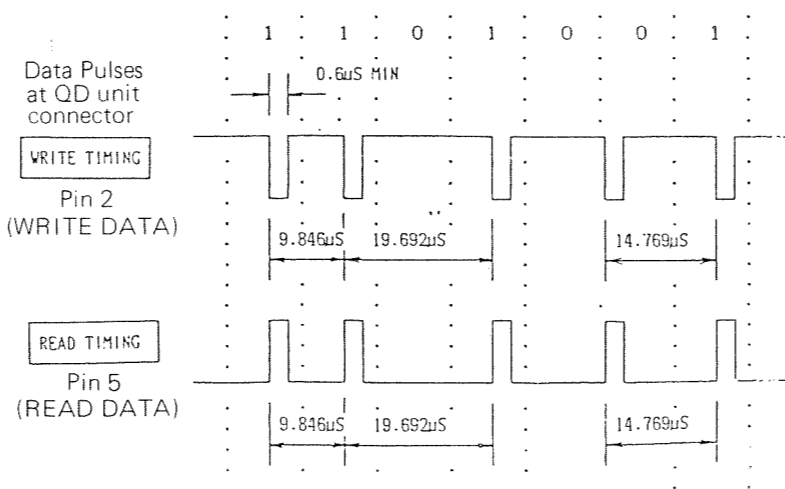 1 1 0 1 0 0 1
Data Pulses
at QD unit
connector
0.6uS MIN
WRITE TIMING
Pin 2
(WRITE DATA)
9.846uS 19.692uS 14.769uS
READ TIMING
Pin 5
(READ DATA)
9.846uS 19.692uS 14.769uS